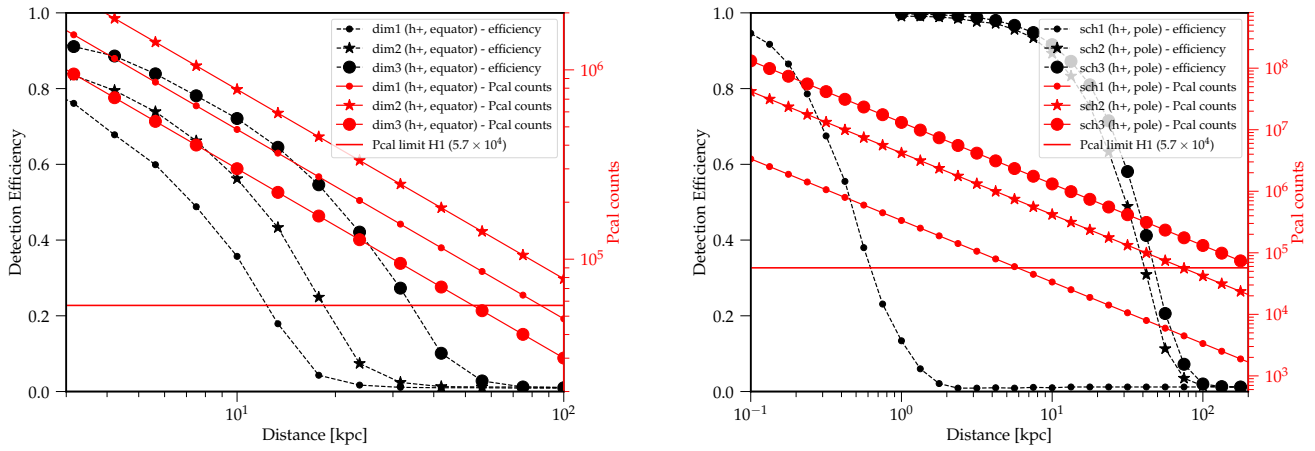 1.0
0.8
0.6
0.4
0.2
0.0
Detection Efficiency
10^1
10^2
Distance [kpc]
10^6
10^5
Pcal counts
dim1 (h+, equator) - efficiency
dim2 (h+, equator) - efficiency
dim3 (h+, equator) - efficiency
dim1 (h+, equator) - Pcal counts
dim2 (h+, equator) - Pcal counts
dim3 (h+, equator) - Pcal counts
Pcal limit H1 (5.7 × 10^4)
1.0
0.8
0.6
0.4
0.2
0.0
Detection Efficiency
10^−1
10^0
10^1
10^2
Distance [kpc]
10^8
10^7
10^6
10^5
10^4
10^3
Pcal counts
sch1 (h+, pole) - efficiency
sch2 (h+, pole) - efficiency
sch3 (h+, pole) - efficiency
sch1 (h+, pole) - Pcal counts
sch2 (h+, pole) - Pcal counts
sch3 (h+, pole) - Pcal counts
Pcal limit H1 (5.7 × 10^4)